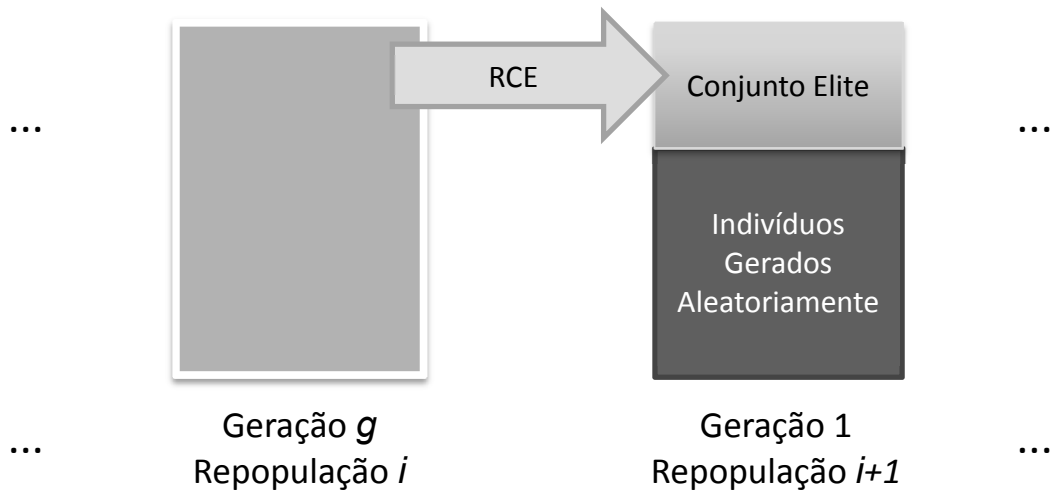 RCE
Conjunto Elite
...
...
Indivíduos
Gerados
Aleatoriamente
Geração g
Repopulação i
Geração 1
Repopulação i+1
...
...